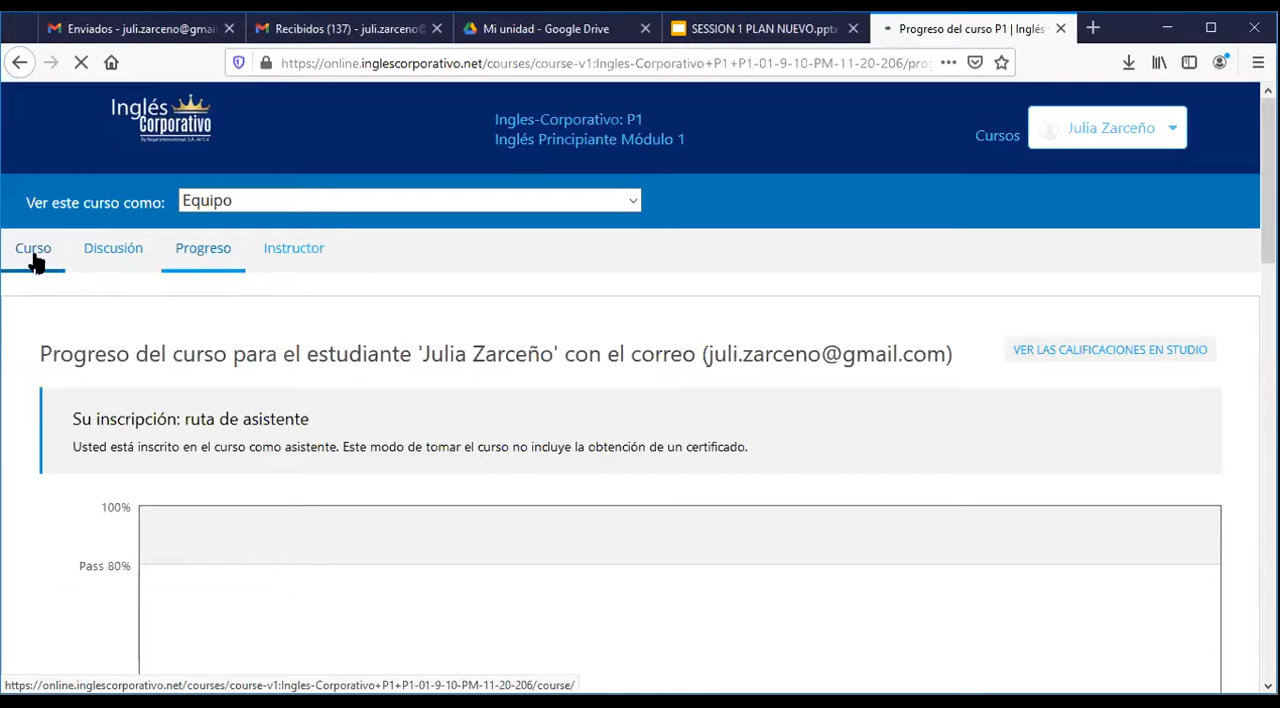 Enviados - juli.zarceno@gmai
Recibidos (137) - juli.zarceno@
Mi unidad - Google Drive
SESSION 1 PLAN NUEVO.pptx
Progreso del curso P1 | Inglés
https://online.inglescorporativo.net/courses/course-v1:Ingles-Corporativo+P1+P1-01-9-10-PM-11-20-206/pro
Inglés
Corporativo
Ingles-Corporativo: P1
Inglés Principiante Módulo 1
Cursos
Julia Zarceño
Ver este curso como:
Equipo
Curso
Discusión
Progreso
Instructor
Progreso del curso para el estudiante 'Julia Zarceño' con el correo (juli.zarceno@gmail.com)
VER LAS CALIFICACIONES EN STUDIO
Su inscripción: ruta de asistente
Usted está inscrito en el curso como asistente. Este modo de tomar el curso no incluye la obtención de un certificado.
100%
Pass 80%
https://online.inglescorporativo.net/courses/course-v1:Ingles-Corporativo+P1+P1-01-9-10-PM-11-20-206/course/